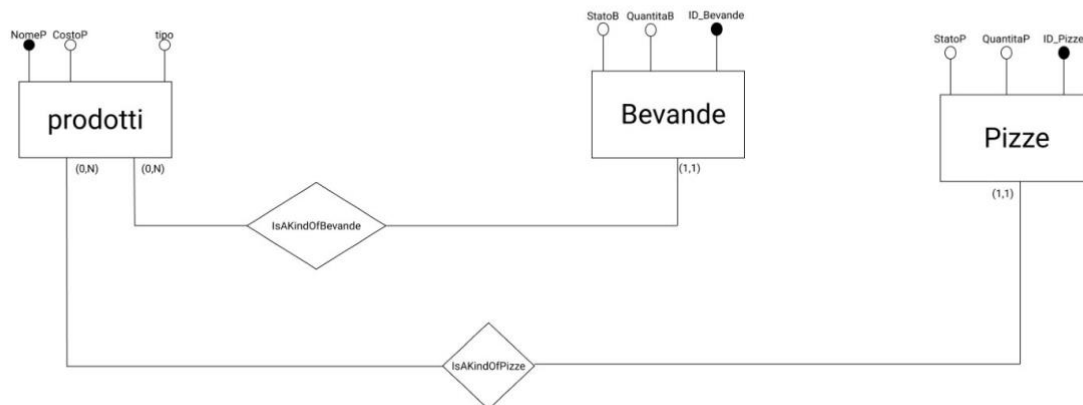 NomeP CostoP tipo
prodotti
(0,N) (0,N)
StatoB QuantitaB ID_Bevande
Bevande
(1,1)
StatoP QuantitaP ID_Pizze
Pizze
(1,1)
IsAKindOfBevande
IsAKindOfPizze